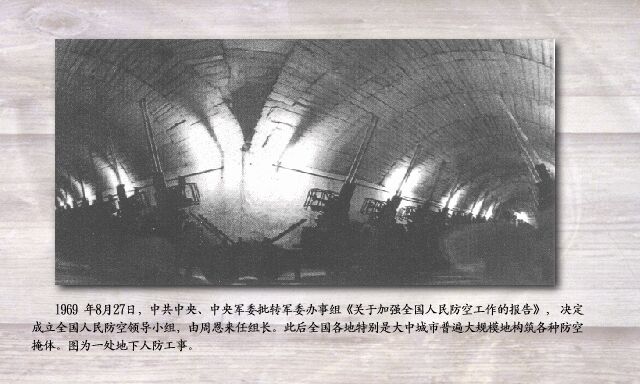 1969 年8月27日，中共中央、中央军委批转军委办事组《关于加强全国人民防空工作的报告》，决定
成立全国人民防空领导小组，由周恩来任组长。此后全国各地特别是大中城市普遍大规模地构筑各种防空
掩体。图为一处地下人防工事。